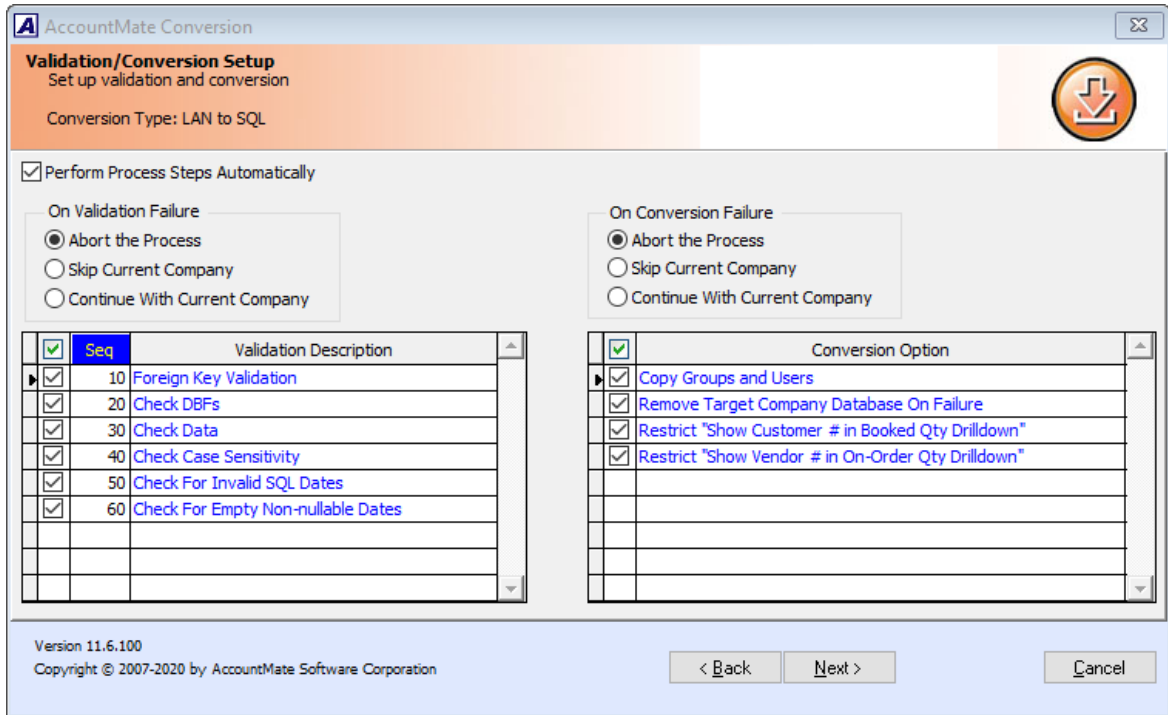 AccountMate Conversion
Validation/Conversion Setup
Set up validation and conversion
Conversion Type: LAN to SQL
Perform Process Steps Automatically
On Validation Failure
Abort the Process
Skip Current Company
Continue With Current Company
On Conversion Failure
Abort the Process
Skip Current Company
Continue With Current Company
Seq Validation Description
10 Foreign Key Validation
20 Check DBFs
30 Check Data
40 Check Case Sensitivity
50 Check For Invalid SQL Dates
60 Check For Empty Non-nullable Dates
Conversion Option
Copy Groups and Users
Remove Target Company Database On Failure
Restrict "Show Customer # in Booked Qty Drilldown"
Restrict "Show Vendor # in On-Order Qty Drilldown"
Version 11.6.100
Copyright © 2007-2020 by AccountMate Software Corporation
< Back Next > Cancel